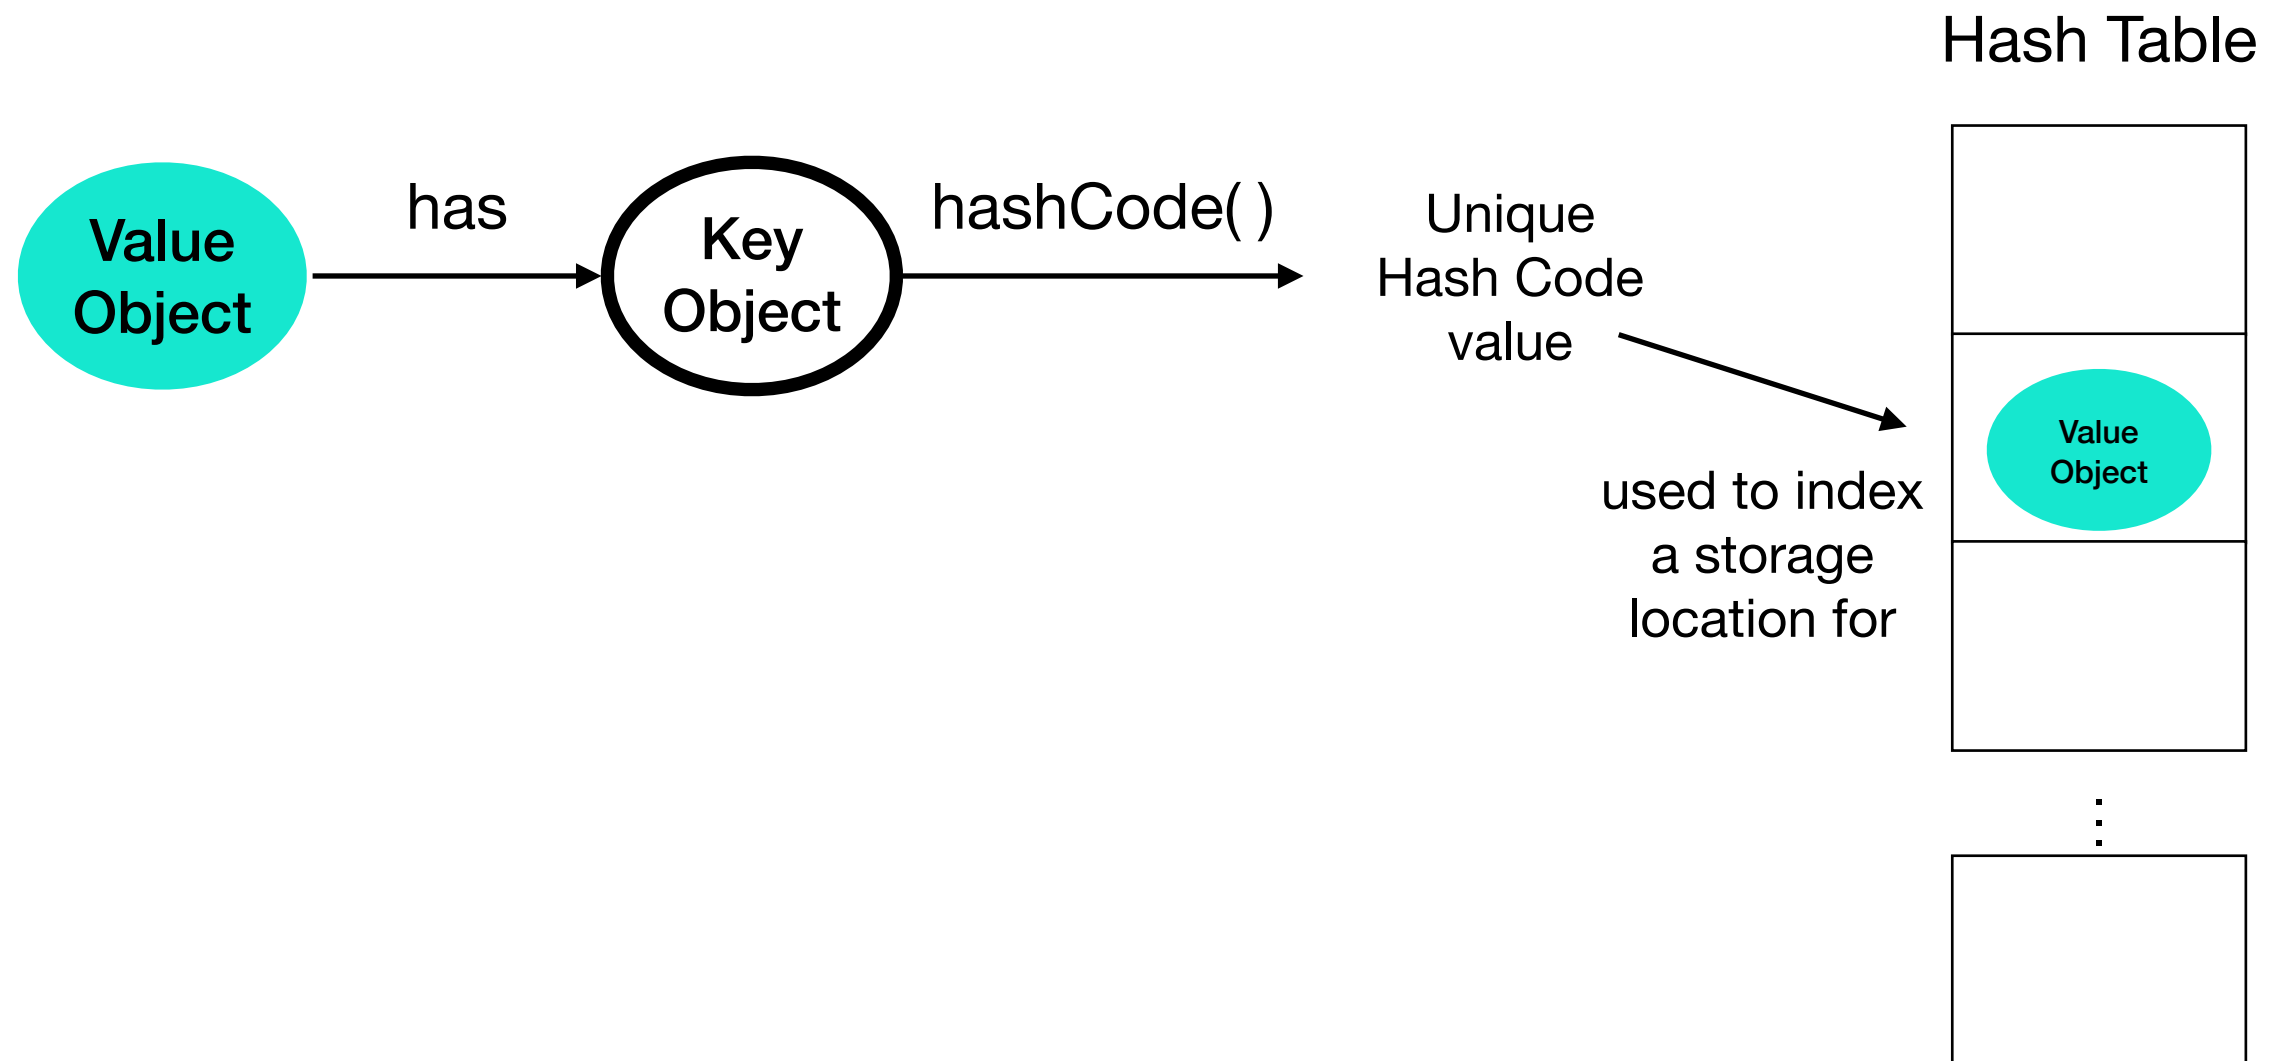 Hash Table
Value
Object
has
Key
Object
hashCode( )
Unique
Hash Code
value
used to index
a storage
location for
Value
Object